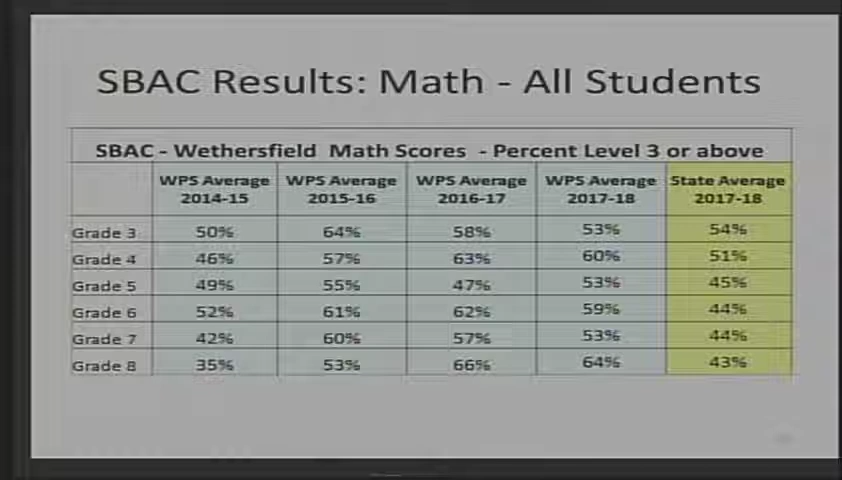 SBAC Results: Math - All Students
SBAC - Wethersfield Math Scores - Percent Level 3 or above
WPS Average 2014-15 WPS Average 2015-16 WPS Average 2016-17 WPS Average 2017-18 State Average 2017-18
Grade 3 50% 64% 58% 53% 54%
Grade 4 46% 57% 63% 60% 51%
Grade 5 49% 55% 47% 53% 45%
Grade 6 52% 61% 62% 59% 44%
Grade 7 42% 60% 57% 53% 44%
Grade 8 35% 53% 66% 64% 43%